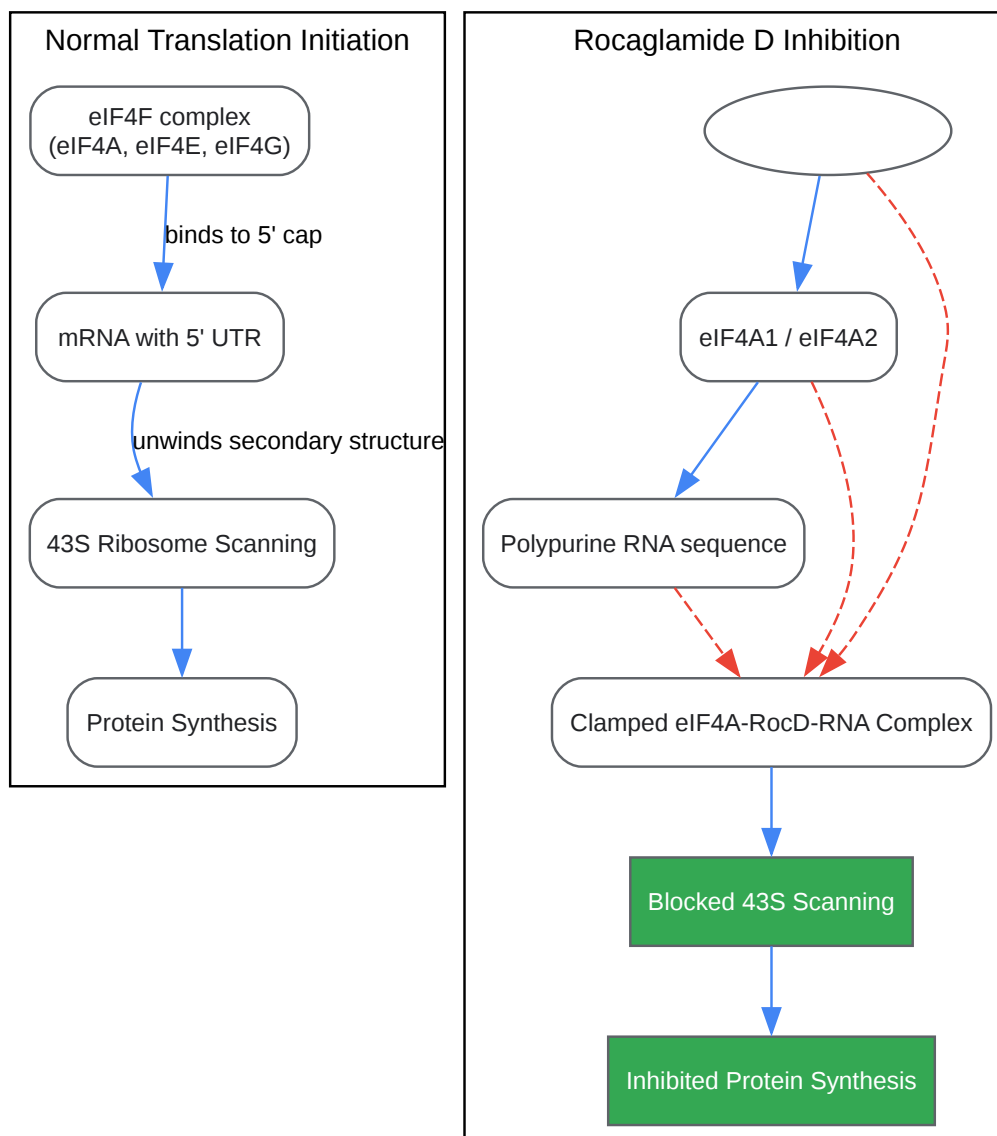 Normal Translation Initiation
eIF4F complex
(eIF4A, eIF4E, eIF4G)
binds to 5' cap
mRNA with 5' UTR
unwinds secondary structure
43S Ribosome Scanning
Protein Synthesis
Rocaglamide D Inhibition
eIF4A1 / eIF4A2
Polypurine RNA sequence
Clamped eIF4A-RocD-RNA Complex
Blocked 43S Scanning
Inhibited Protein Synthesis